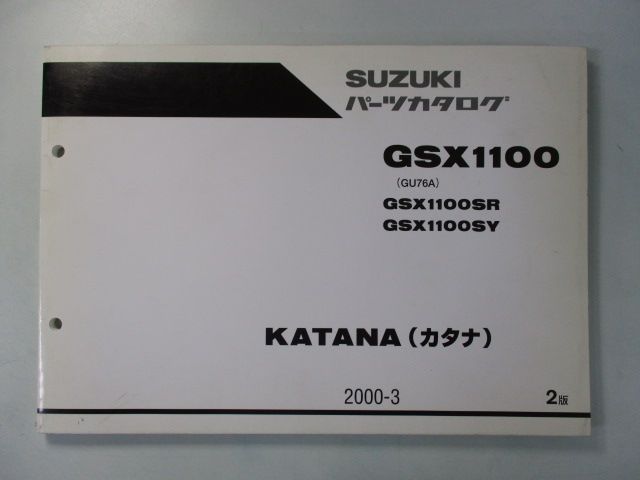 SUZUKI
パーツカタログ
GSX1100
(GU76A)
GSX1100SR
GSX1100SY
KATANA(カタナ)
2000-3 2版